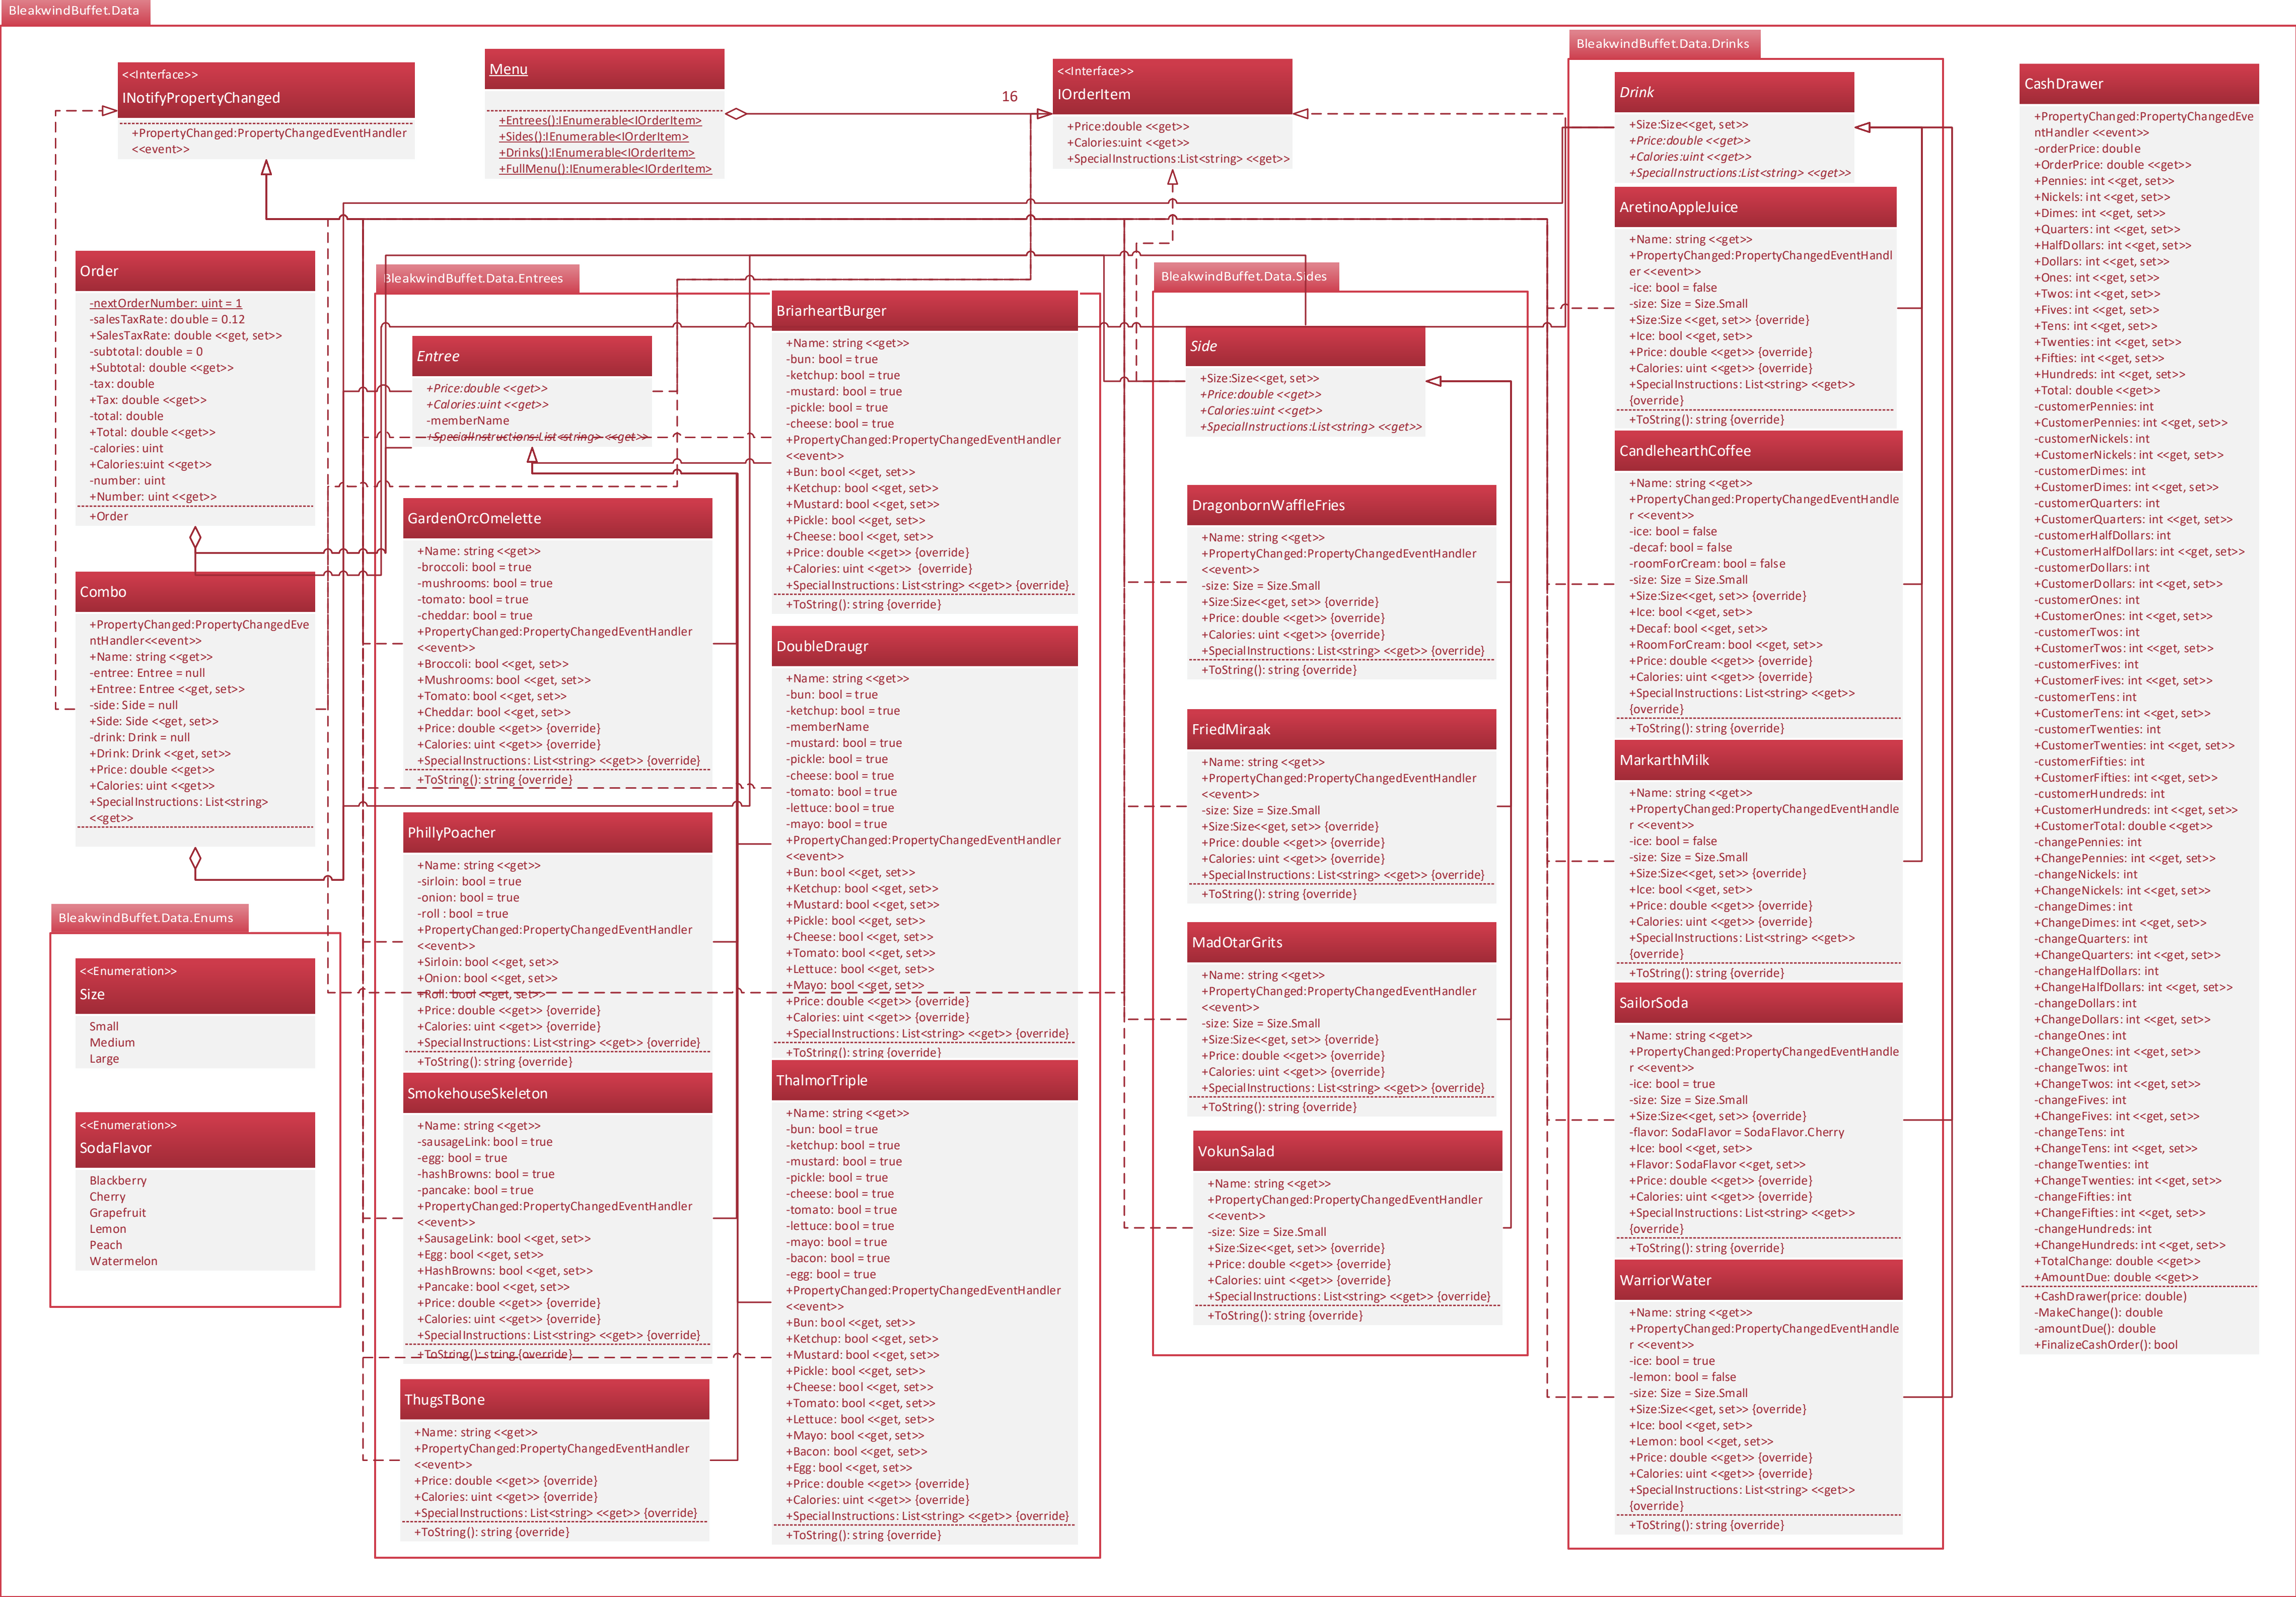 BleakwindBuffet.Data
<<Interface>>
INotifyPropertyChanged
+PropertyChanged:PropertyChangedEventHandler
<<event>>
Menu
+Entrees():IEnumerable<IOrderItem>
+Sides():IEnumerable<IOrderItem>
+Drinks():IEnumerable<IOrderItem>
+FullMenu():IEnumerable<IOrderItem>
16
<<Interface>>
IOrderItem
+Price:double <<get>>
+Calories:uint <<get>>
+SpecialInstructions:List<string> <<get>>
Order
-nextOrderNumber: uint = 1
-salesTaxRate: double = 0.12
+SalesTaxRate: double <<get, set>>
-subtotal: double = 0
+Subtotal: double <<get>>
-tax: double
+Tax: double <<get>>
-total: double
+Total: double <<get>>
-calories: uint
+Calories:uint <<get>>
-number: uint
+Number: uint <<get>>
+Order
Combo
+PropertyChanged:PropertyChangedEve
ntHandler<<event>>
+Name: string <<get>>
-entree: Entree = null
+Entree: Entree <<get, set>>
-side: Side = null
+Side: Side <<get, set>>
-drink: Drink = null
+Drink: Drink <<get, set>>
+Price: double <<get>>
+Calories: uint <<get>>
+SpecialInstructions: List<string>
<<get>>
BleakwindBuffet.Data.Enums
<<Enumeration>>
Size
Small
Medium
Large
<<Enumeration>>
SodaFlavor
Blackberry
Cherry
Grapefruit
Lemon
Peach
Watermelon
BleakwindBuffet.Data.Entrees
Entree
+Price:double <<get>>
+Calories:uint <<get>>
-memberName
+SpecialInstructions:List<string> <<get>>
GardenOrcOmelette
+Name: string <<get>>
-broccoli: bool = true
-mushrooms: bool = true
-tomato: bool = true
-cheddar: bool = true
+PropertyChanged:PropertyChangedEventHandler
<<event>>
+Broccoli: bool <<get, set>>
+Mushrooms: bool <<get, set>>
+Tomato: bool <<get, set>>
+Cheddar: bool <<get, set>>
+Price: double <<get>> {override}
+Calories: uint <<get>> {override}
+SpecialInstructions: List<string> <<get>> {override}
+ToString(): string {override}
PhillyPoacher
+Name: string <<get>>
-sirloin: bool = true
-onion: bool = true
-roll : bool = true
+PropertyChanged:PropertyChangedEventHandler
<<event>>
+Sirloin: bool <<get, set>>
+Onion: bool <<get, set>>
+Roll: bool <<get, set>>
+Price: double <<get>> {override}
+Calories: uint <<get>> {override}
+SpecialInstructions: List<string> <<get>> {override}
+ToString(): string {override}
SmokehouseSkeleton
+Name: string <<get>>
-sausageLink: bool = true
-egg: bool = true
-hashBrowns: bool = true
-pancake: bool = true
+PropertyChanged:PropertyChangedEventHandler
<<event>>
+SausageLink: bool <<get, set>>
+Egg: bool <<get, set>>
+HashBrowns: bool <<get, set>>
+Pancake: bool <<get, set>>
+Price: double <<get>> {override}
+Calories: uint <<get>> {override}
+SpecialInstructions: List<string> <<get>> {override}
+ToString(): string {override}
ThugsTBone
+Name: string <<get>>
+PropertyChanged:PropertyChangedEventHandler
<<event>>
+Price: double <<get>> {override}
+Calories: uint <<get>> {override}
+SpecialInstructions: List<string> <<get>> {override}
+ToString(): string {override}
BriarheartBurger
+Name: string <<get>>
-bun: bool = true
-ketchup: bool = true
-mustard: bool = true
-pickle: bool = true
-cheese: bool = true
+PropertyChanged:PropertyChangedEventHandler
<<event>>
+Bun: bool <<get, set>>
+Ketchup: bool <<get, set>>
+Mustard: bool <<get, set>>
+Pickle: bool <<get, set>>
+Cheese: bool <<get, set>>
+Price: double <<get>> {override}
+Calories: uint <<get>> {override}
+SpecialInstructions: List<string> <<get>> {override}
+ToString(): string {override}
DoubleDraugr
+Name: string <<get>>
-bun: bool = true
-ketchup: bool = true
-memberName
-mustard: bool = true
-pickle: bool = true
-cheese: bool = true
-tomato: bool = true
-lettuce: bool = true
-mayo: bool = true
+PropertyChanged:PropertyChangedEventHandler
<<event>>
+Bun: bool <<get, set>>
+Ketchup: bool <<get, set>>
+Mustard: bool <<get, set>>
+Pickle: bool <<get, set>>
+Cheese: bool <<get, set>>
+Tomato: bool <<get, set>>
+Lettuce: bool <<get, set>>
+Mayo: bool <<get, set>>
+Price: double <<get>> {override}
+Calories: uint <<get>> {override}
+SpecialInstructions: List<string> <<get>> {override}
+ToString(): string {override}
ThalmorTriple
+Name: string <<get>>
-bun: bool = true
-ketchup: bool = true
-mustard: bool = true
-pickle: bool = true
-cheese: bool = true
-tomato: bool = true
-lettuce: bool = true
-mayo: bool = true
-bacon: bool = true
-egg: bool = true
+PropertyChanged:PropertyChangedEventHandler
<<event>>
+Bun: bool <<get, set>>
+Ketchup: bool <<get, set>>
+Mustard: bool <<get, set>>
+Pickle: bool <<get, set>>
+Cheese: bool <<get, set>>
+Tomato: bool <<get, set>>
+Lettuce: bool <<get, set>>
+Mayo: bool <<get, set>>
+Bacon: bool <<get, set>>
+Egg: bool <<get, set>>
+Price: double <<get>> {override}
+Calories: uint <<get>> {override}
+SpecialInstructions: List<string> <<get>> {override}
+ToString(): string {override}
BleakwindBuffet.Data.Sides
Side
+Size:Size<<get, set>>
+Price:double <<get>>
+Calories:uint <<get>>
+SpecialInstructions:List<string> <<get>>
DragonbornWaffleFries
+Name: string <<get>>
+PropertyChanged:PropertyChangedEventHandler
<<event>>
-size: Size = Size.Small
+Size:Size<<get, set>> {override}
+Price: double <<get>> {override}
+Calories: uint <<get>> {override}
+SpecialInstructions: List<string> <<get>> {override}
+ToString(): string {override}
FriedMiraak
+Name: string <<get>>
+PropertyChanged:PropertyChangedEventHandler
<<event>>
-size: Size = Size.Small
+Size:Size<<get, set>> {override}
+Price: double <<get>> {override}
+Calories: uint <<get>> {override}
+SpecialInstructions: List<string> <<get>> {override}
+ToString(): string {override}
MadOtarGrits
+Name: string <<get>>
+PropertyChanged:PropertyChangedEventHandler
<<event>>
-size: Size = Size.Small
+Size:Size<<get, set>> {override}
+Price: double <<get>> {override}
+Calories: uint <<get>> {override}
+SpecialInstructions: List<string> <<get>> {override}
+ToString(): string {override}
VokunSalad
+Name: string <<get>>
+PropertyChanged:PropertyChangedEventHandler
<<event>>
-size: Size = Size.Small
+Size:Size<<get, set>> {override}
+Price: double <<get>> {override}
+Calories: uint <<get>> {override}
+SpecialInstructions: List<string> <<get>> {override}
+ToString(): string {override}
BleakwindBuffet.Data.Drinks
Drink
+Size:Size<<get, set>>
+Price:double <<get>>
+Calories:uint <<get>>
+SpecialInstructions:List<string> <<get>>
AretinoAppleJuice
+Name: string <<get>>
+PropertyChanged:PropertyChangedEventHandl
er <<event>>
-ice: bool = false
-size: Size = Size.Small
+Size:Size <<get, set>> {override}
+Ice: bool <<get, set>>
+Price: double <<get>> {override}
+Calories: uint <<get>> {override}
+SpecialInstructions: List<string> <<get>>
{override}
+ToString(): string {override}
CandlehearthCoffee
+Name: string <<get>>
+PropertyChanged:PropertyChangedEventHandle
r <<event>>
-ice: bool = false
-decaf: bool = false
-roomForCream: bool = false
-size: Size = Size.Small
+Size:Size<<get, set>> {override}
+Ice: bool <<get, set>>
+Decaf: bool <<get, set>>
+RoomForCream: bool <<get, set>>
+Price: double <<get>> {override}
+Calories: uint <<get>> {override}
+SpecialInstructions: List<string> <<get>>
{override}
+ToString(): string {override}
MarkarthMilk
+Name: string <<get>>
+PropertyChanged:PropertyChangedEventHandle
r <<event>>
-ice: bool = false
-size: Size = Size.Small
+Size:Size<<get, set>> {override}
+Ice: bool <<get, set>>
+Price: double <<get>> {override}
+Calories: uint <<get>> {override}
+SpecialInstructions: List<string> <<get>>
{override}
+ToString(): string {override}
SailorSoda
+Name: string <<get>>
+PropertyChanged:PropertyChangedEventHandle
r <<event>>
-ice: bool = true
-size: Size = Size.Small
+Size:Size<<get, set>> {override}
-flavor: SodaFlavor = SodaFlavor.Cherry
+Ice: bool <<get, set>>
+Flavor: SodaFlavor <<get, set>>
+Price: double <<get>> {override}
+Calories: uint <<get>> {override}
+SpecialInstructions: List<string> <<get>>
{override}
+ToString(): string {override}
WarriorWater
+Name: string <<get>>
+PropertyChanged:PropertyChangedEventHandle
r <<event>>
-ice: bool = true
-lemon: bool = false
-size: Size = Size.Small
+Size:Size<<get, set>> {override}
+Ice: bool <<get, set>>
+Lemon: bool <<get, set>>
+Price: double <<get>> {override}
+Calories: uint <<get>> {override}
+SpecialInstructions: List<string> <<get>>
{override}
+ToString(): string {override}
CashDrawer
+PropertyChanged:PropertyChangedEve
ntHandler <<event>>
-orderPrice: double
+OrderPrice: double <<get>>
+Pennies: int <<get, set>>
+Nickels: int <<get, set>>
+Dimes: int <<get, set>>
+Quarters: int <<get, set>>
+HalfDollars: int <<get, set>>
+Dollars: int <<get, set>>
+Ones: int <<get, set>>
+Twos: int <<get, set>>
+Fives: int <<get, set>>
+Tens: int <<get, set>>
+Twenties: int <<get, set>>
+Fifties: int <<get, set>>
+Hundreds: int <<get, set>>
+Total: double <<get>>
-customerPennies: int
+CustomerPennies: int <<get, set>>
-customerNickels: int
+CustomerNickels: int <<get, set>>
-customerDimes: int
+CustomerDimes: int <<get, set>>
-customerQuarters: int
+CustomerQuarters: int <<get, set>>
-customerHalfDollars: int
+CustomerHalfDollars: int <<get, set>>
-customerDollars: int
+CustomerDollars: int <<get, set>>
-customerOnes: int
+CustomerOnes: int <<get, set>>
-customerTwos: int
+CustomerTwos: int <<get, set>>
-customerFives: int
+CustomerFives: int <<get, set>>
-customerTens: int
+CustomerTens: int <<get, set>>
-customerTwenties: int
+CustomerTwenties: int <<get, set>>
-customerFifties: int
+CustomerFifties: int <<get, set>>
-customerHundreds: int
+CustomerHundreds: int <<get, set>>
+CustomerTotal: double <<get>>
-changePennies: int
+ChangePennies: int <<get, set>>
-changeNickels: int
+ChangeNickels: int <<get, set>>
-changeDimes: int
+ChangeDimes: int <<get, set>>
-changeQuarters: int
+ChangeQuarters: int <<get, set>>
-changeHalfDollars: int
+ChangeHalfDollars: int <<get, set>>
-changeDollars: int
+ChangeDollars: int <<get, set>>
-changeOnes: int
+ChangeOnes: int <<get, set>>
-changeTwos: int
+ChangeTwos: int <<get, set>>
-changeFives: int
+ChangeFives: int <<get, set>>
-changeTens: int
+ChangeTens: int <<get, set>>
-changeTwenties: int
+ChangeTwenties: int <<get, set>>
-changeFifties: int
+ChangeFifties: int <<get, set>>
-changeHundreds: int
+ChangeHundreds: int <<get, set>>
+TotalChange: double <<get>>
+AmountDue: double <<get>>
+CashDrawer(price: double)
-MakeChange(): double
-amountDue(): double
+FinalizeCashOrder(): bool